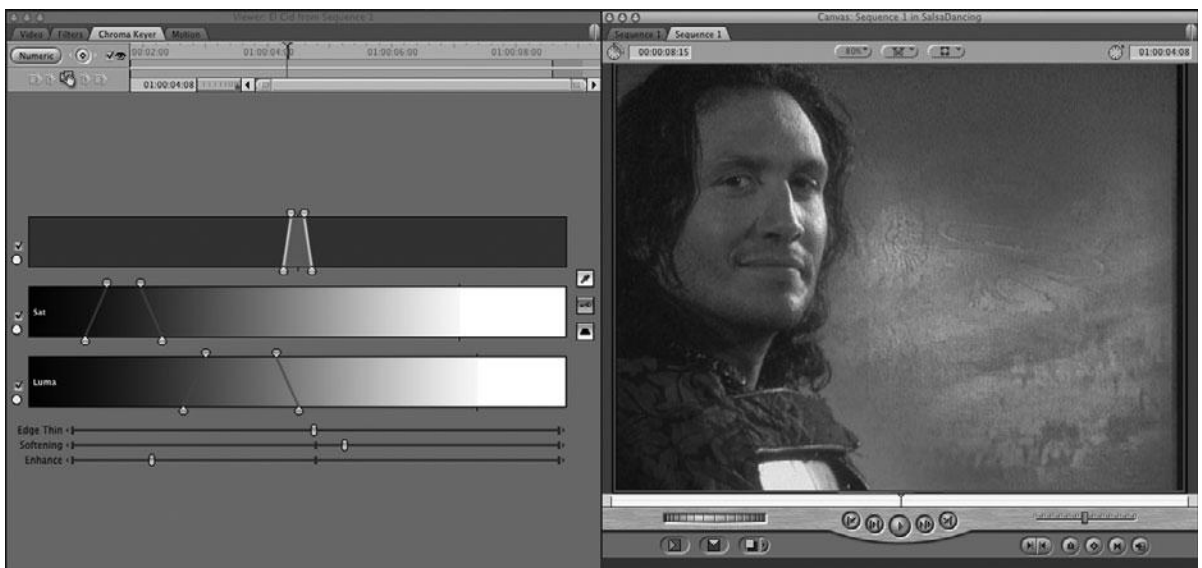 Viewer: El Cid from Sequence 1
Video Filters Chroma Keyer Motion
Numeric
00:02:00 01:00:04:00 01:00:06:00 01:00:08:00
01:00:04:08
Sat
Luma
Edge Thin
Softening
Enhance
Canvas: Sequence 1 in SalsaDancing
Sequence 1 Sequence 1
00:00:08:15 80% 01:00:04:08